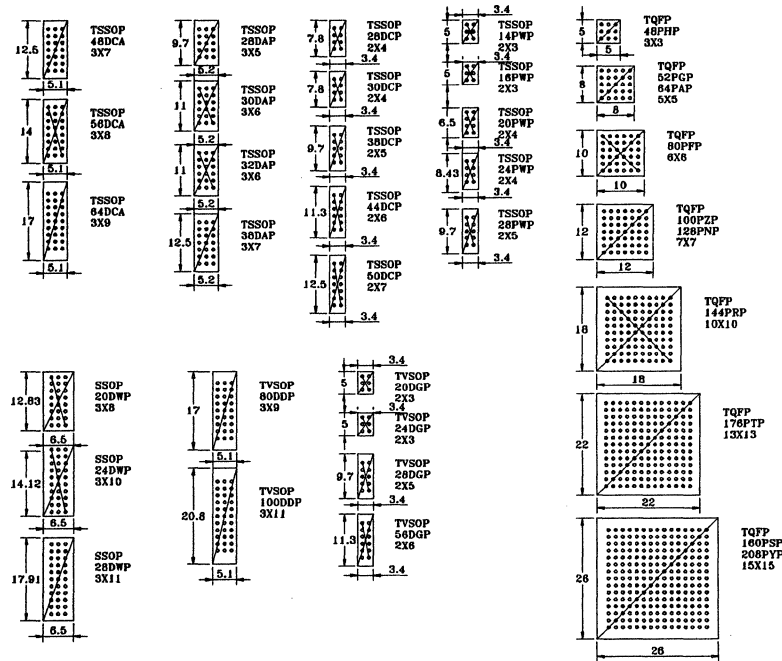 12.5
TSSOP
48DCA
3X7
5.1
14
TSSOP
56DCA
3X8
5.1
17
TSSOP
64DCA
3X9
5.1
9.7
TSSOP
28DAP
3X5
5.2
11
TSSOP
30DAP
3X6
5.2
11
TSSOP
32DAP
3X6
5.2
12.5
TSSOP
38DAP
3X7
5.2
7.8
TSSOP
28DCP
2X4
3.4
7.8
TSSOP
30DCP
2X4
3.4
9.7
TSSOP
38DCP
2X5
3.4
11.3
TSSOP
44DCP
2X6
3.4
12.5
TSSOP
50DCP
2X7
3.4
3.4
5
TSSOP
14PWP
2X3
3.4
5
TSSOP
16PWP
2X3
6.5
TSSOP
20PWP
2X4
3.4
8.43
TSSOP
24PWP
2X4
3.4
9.7
TSSOP
28PWP
2X5
3.4
5
TQFP
48PHP
3X3
5
8
TQFP
52PGP
64PAP
5X5
8
10
TQFP
80PFP
6X6
10
12
TQFP
100PZP
128PNP
7X7
12
18
TQFP
144PRP
10X10
18
22
TQFP
176PTP
13X13
22
26
TQFP
160PSP
208PYP
15X15
26
12.83
SSOP
20DWP
3X8
6.5
14.12
SSOP
24DWP
3X10
6.5
17.91
SSOP
28DWP
3X11
6.5
17
TVSOP
80DDP
3X9
5.1
20.8
TVSOP
100DDP
3X11
5.1
3.4
5
TVSOP
20DGP
2X3
3.4
5
TVSOP
24DGP
2X3
9.7
TVSOP
28DGP
2X5
3.4
11.3
TVSOP
56DGP
2X6
3.4